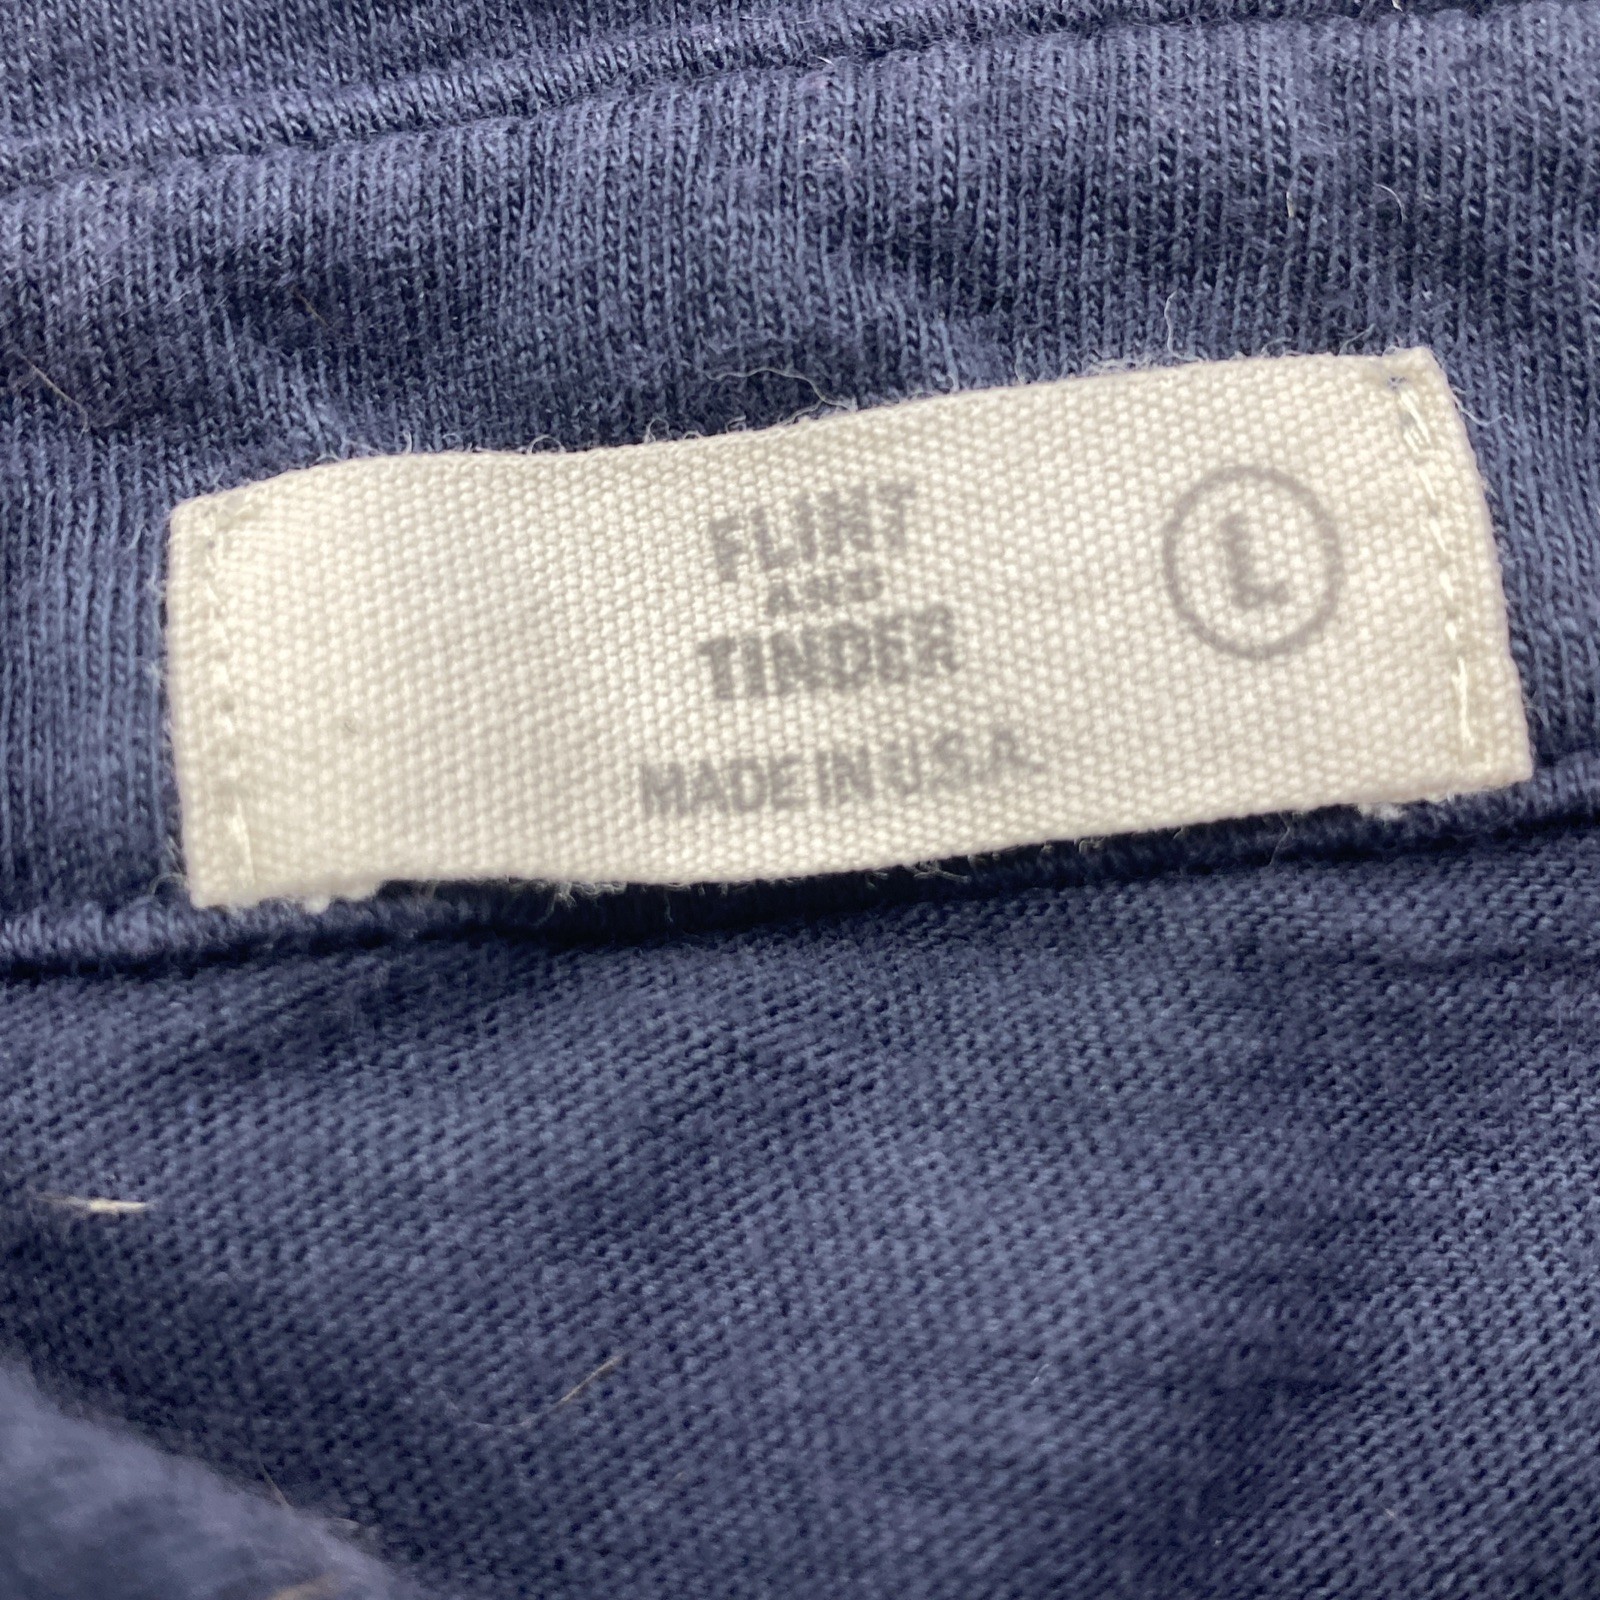 FLINT
AND
TINDER
MADE IN U.S.A.
L